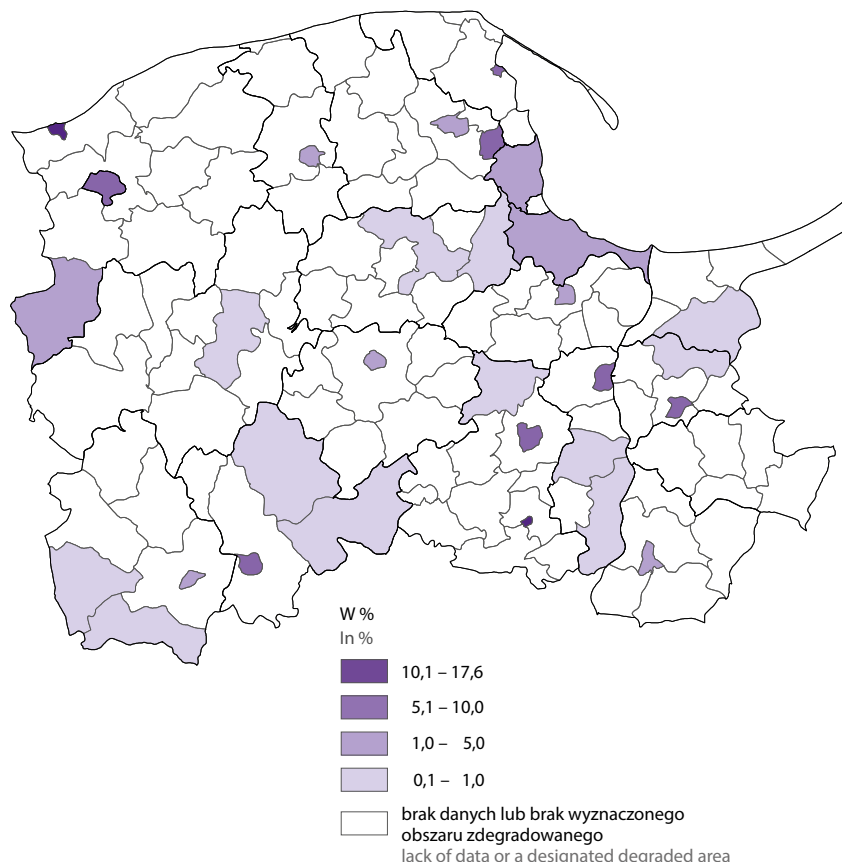 W %
In %
10,1 – 17,6
5,1 – 10,0
1,0 – 5,0
0,1 – 1,0
brak danych lub brak wyznaczonego
obszaru zdegradowanego
lack of data or a designated degraded area